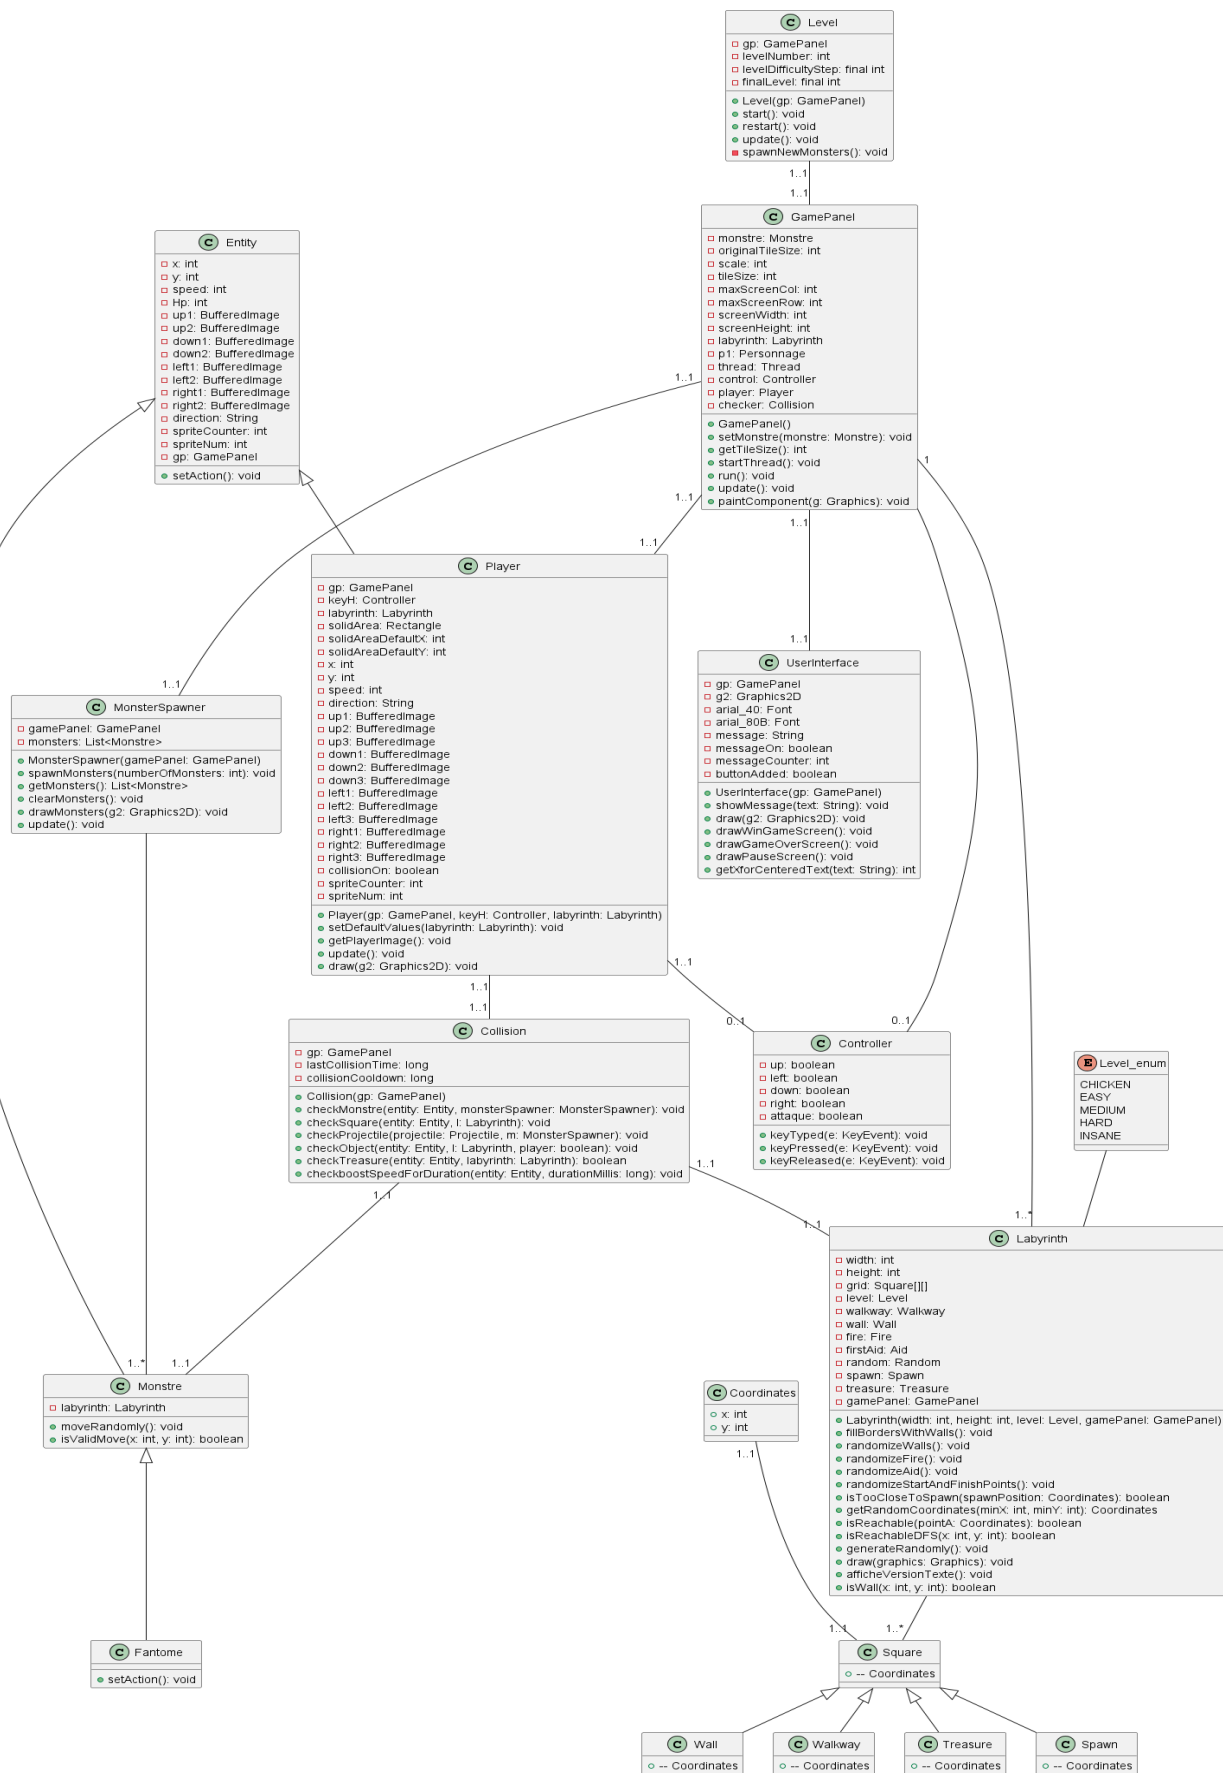 C Level
gp: GamePanel
levelNumber: int
levelDifficultyStep: final int
finalLevel: final int
Level(gp: GamePanel)
start(): void
restart(): void
update(): void
spawnNewMonsters(): void
1..1
1..1
C GamePanel
monstre: Monstre
originalTileSize: int
scale: int
tileSize: int
maxScreenCol: int
maxScreenRow: int
screenWidth: int
screenHeight: int
labyrinth: Labyrinth
p1: Personnage
thread: Thread
control: Controller
player: Player
checker: Collision
GamePanel()
setMonstre(monstre: Monstre): void
getTileSize(): int
startThread(): void
run(): void
update(): void
paintComponent(g: Graphics): void
C Entity
x: int
y: int
speed: int
Hp: int
up1: BufferedImage
up2: BufferedImage
down1: BufferedImage
down2: BufferedImage
left1: BufferedImage
left2: BufferedImage
right1: BufferedImage
right2: BufferedImage
direction: String
spriteCounter: int
spriteNum: int
gp: GamePanel
setAction(): void
1..1
1
1..1
1..1
1..1
C Player
gp: GamePanel
keyH: Controller
labyrinth: Labyrinth
solidArea: Rectangle
solidAreaDefaultX: int
solidAreaDefaultY: int
x: int
y: int
speed: int
direction: String
up1: BufferedImage
up2: BufferedImage
up3: BufferedImage
down1: BufferedImage
down2: BufferedImage
down3: BufferedImage
left1: BufferedImage
left2: BufferedImage
left3: BufferedImage
right1: BufferedImage
right2: BufferedImage
right3: BufferedImage
collisionOn: boolean
spriteCounter: int
spriteNum: int
Player(gp: GamePanel, keyH: Controller, labyrinth: Labyrinth)
setDefaultValues(labyrinth: Labyrinth): void
getPlayerImage(): void
update(): void
draw(g2: Graphics2D): void
1..1
C UserInterface
gp: GamePanel
g2: Graphics2D
arial_40: Font
arial_80B: Font
message: String
messageOn: boolean
messageCounter: int
buttonAdded: boolean
UserInterface(gp: GamePanel)
showMessage(text: String): void
draw(g2: Graphics2D): void
drawWinGameScreen(): void
drawGameOverScreen(): void
drawPauseScreen(): void
getXforCenteredText(text: String): int
1..1
C MonsterSpawner
gamePanel: GamePanel
monsters: List<Monstre>
MonsterSpawner(gamePanel: GamePanel)
spawnMonsters(numberOfMonsters: int): void
getMonsters(): List<Monstre>
clearMonsters(): void
drawMonsters(g2: Graphics2D): void
update(): void
1..1
1..1
1..1
0..1
0..1
C Collision
gp: GamePanel
lastCollisionTime: long
collisionCooldown: long
Collision(gp: GamePanel)
checkMonstre(entity: Entity, monsterSpawner: MonsterSpawner): void
checkSquare(entity: Entity, l: Labyrinth): void
checkProjectile(projectile: Projectile, m: MonsterSpawner): void
checkObject(entity: Entity, l: Labyrinth, player: boolean): void
checkTreasure(entity: Entity, labyrinth: Labyrinth): boolean
checkboostSpeedForDuration(entity: Entity, durationMillis: long): void
C Controller
up: boolean
left: boolean
down: boolean
right: boolean
attaque: boolean
keyTyped(e: KeyEvent): void
keyPressed(e: KeyEvent): void
keyReleased(e: KeyEvent): void
E Level_enum
CHICKEN
EASY
MEDIUM
HARD
INSANE
1..1
1..1
1..1
1..*
C Labyrinth
width: int
height: int
grid: Square[][]
level: Level
walkway: Walkway
wall: Wall
fire: Fire
firstAid: Aid
random: Random
spawn: Spawn
treasure: Treasure
gamePanel: GamePanel
Labyrinth(width: int, height: int, level: Level, gamePanel: GamePanel)
fillBordersWithWalls(): void
randomizeWalls(): void
randomizeFire(): void
randomizeAid(): void
randomizeStartAndFinishPoints(): void
isTooCloseToSpawn(spawnPosition: Coordinates): boolean
getRandomCoordinates(minX: int, minY: int): Coordinates
isReachable(pointA: Coordinates): boolean
isReachableDFS(x: int, y: int): boolean
generateRandomly(): void
draw(graphics: Graphics): void
afficheVersionTexte(): void
isWall(x: int, y: int): boolean
1..*
1..1
C Monstre
labyrinth: Labyrinth
moveRandomly(): void
isValidMove(x: int, y: int): boolean
C Coordinates
x: int
y: int
1..1
1..1
1..*
C Fantome
setAction(): void
C Square
-- Coordinates
C Wall
-- Coordinates
C Walkway
-- Coordinates
C Treasure
-- Coordinates
C Spawn
-- Coordinates